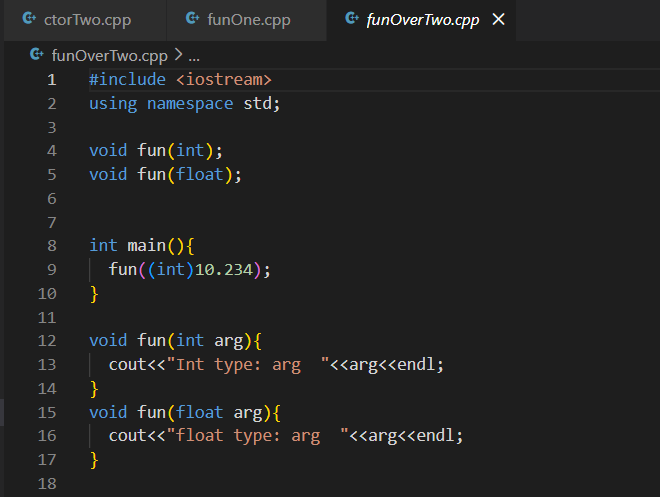 ctorTwo.cpp funOne.cpp funOverTwo.cpp
funOverTwo.cpp > ...
1 #include <iostream>
2 using namespace std;
3
4 void fun(int);
5 void fun(float);
6
7
8 int main(){
9 fun((int)10.234);
10 }
11
12 void fun(int arg){
13 cout<<"Int type: arg  "<<arg<<endl;
14 }
15 void fun(float arg){
16 cout<<"float type: arg  "<<arg<<endl;
17 }
18